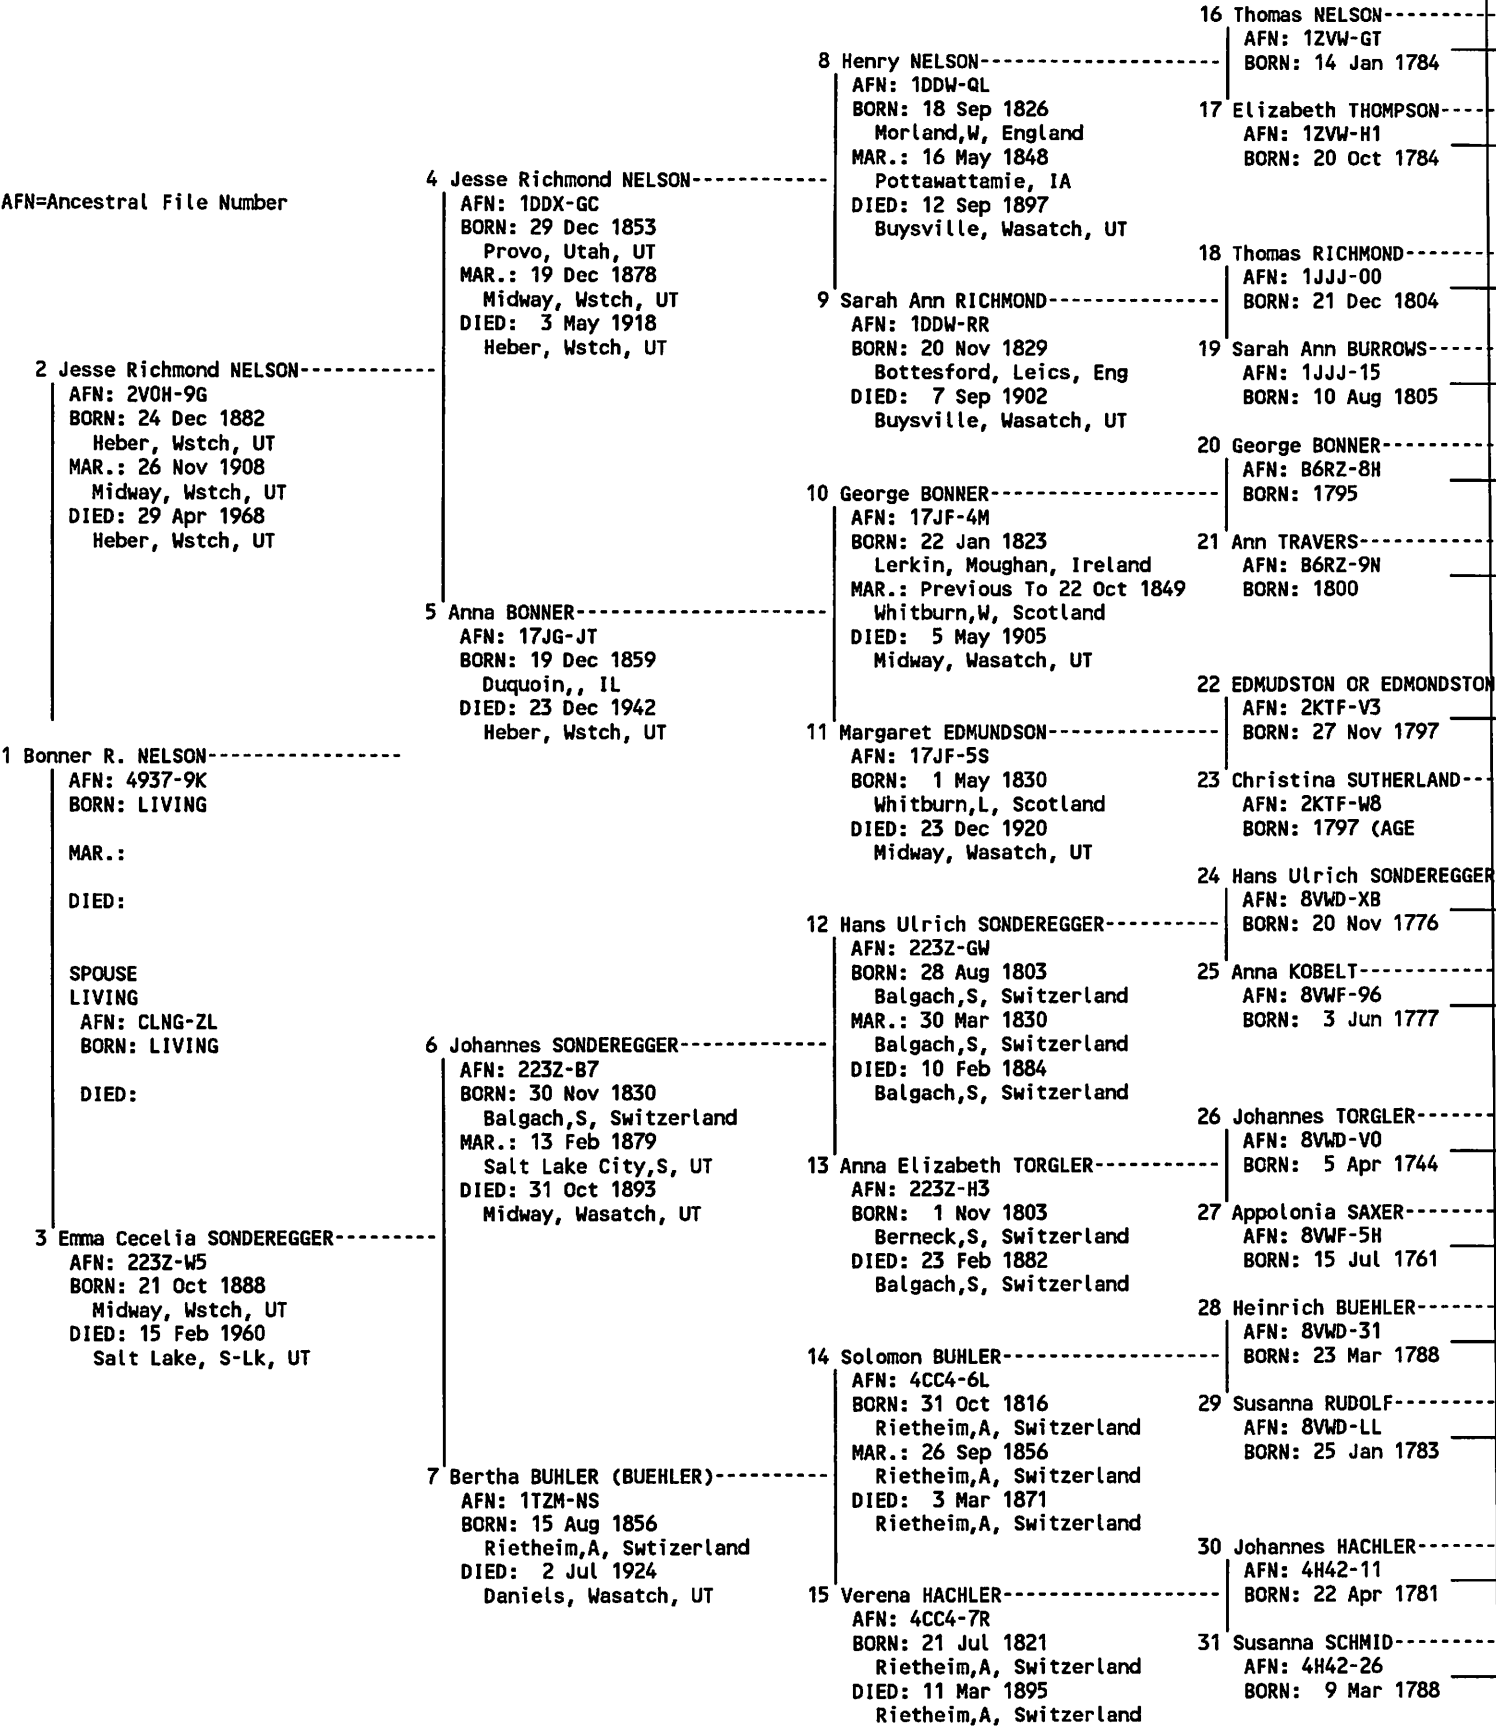 AFN=Ancestral File Number
1 Bonner R. NELSON
AFN: 4937-9K
BORN: LIVING
MAR.:
DIED:
SPOUSE
LIVING
AFN: CLNG-ZL
BORN: LIVING
DIED:
2 Jesse Richmond NELSON
AFN: 2V0H-9G
BORN: 24 Dec 1882
Heber, Wstch, UT
MAR.: 26 Nov 1908
Midway, Wstch, UT
DIED: 29 Apr 1968
Heber, Wstch, UT
3 Emma Cecelia SONDEREGGER
AFN: 223Z-W5
BORN: 21 Oct 1888
Midway, Wstch, UT
DIED: 15 Feb 1960
Salt Lake, S-Lk, UT
4 Jesse Richmond NELSON
AFN: 1DDX-GC
BORN: 29 Dec 1853
Provo, Utah, UT
MAR.: 19 Dec 1878
Midway, Wstch, UT
DIED: 3 May 1918
Heber, Wstch, UT
5 Anna BONNER
AFN: 17JG-JT
BORN: 19 Dec 1859
Duquoin,, IL
DIED: 23 Dec 1942
Heber, Wstch, UT
6 Johannes SONDEREGGER
AFN: 223Z-B7
BORN: 30 Nov 1830
Balgach,S, Switzerland
MAR.: 13 Feb 1879
Salt Lake City,S, UT
DIED: 31 Oct 1893
Midway, Wasatch, UT
7 Bertha BUHLER (BUEHLER)
AFN: 1TZM-NS
BORN: 15 Aug 1856
Rietheim,A, Swtizerland
DIED: 2 Jul 1924
Daniels, Wasatch, UT
8 Henry NELSON
AFN: 1DDW-QL
BORN: 18 Sep 1826
Morland,W, England
MAR.: 16 May 1848
Pottawattamie, IA
DIED: 12 Sep 1897
Buysville, Wasatch, UT
9 Sarah Ann RICHMOND
AFN: 1DDW-RR
BORN: 20 Nov 1829
Bottesford, Leics, Eng
DIED: 7 Sep 1902
Buysville, Wasatch, UT
10 George BONNER
AFN: 17JF-4M
BORN: 22 Jan 1823
Lerkin, Moughan, Ireland
MAR.: Previous To 22 Oct 1849
Whitburn,W, Scotland
DIED: 5 May 1905
Midway, Wasatch, UT
11 Margaret EDMUNDSON
AFN: 17JF-5S
BORN: 1 May 1830
Whitburn,L, Scotland
DIED: 23 Dec 1920
Midway, Wasatch, UT
12 Hans Ulrich SONDEREGGER
AFN: 223Z-GW
BORN: 28 Aug 1803
Balgach,S, Switzerland
MAR.: 30 Mar 1830
Balgach,S, Switzerland
DIED: 10 Feb 1884
Balgach,S, Switzerland
13 Anna Elizabeth TORGLER
AFN: 223Z-H3
BORN: 1 Nov 1803
Berneck,S, Switzerland
DIED: 23 Feb 1882
Balgach,S, Switzerland
14 Solomon BUHLER
AFN: 4CC4-6L
BORN: 31 Oct 1816
Rietheim,A, Switzerland
MAR.: 26 Sep 1856
Rietheim,A, Switzerland
DIED: 3 Mar 1871
Rietheim,A, Switzerland
15 Verena HACHLER
AFN: 4CC4-7R
BORN: 21 Jul 1821
Rietheim,A, Switzerland
DIED: 11 Mar 1895
Rietheim,A, Switzerland
16 Thomas NELSON
AFN: 1ZVW-GT
BORN: 14 Jan 1784
17 Elizabeth THOMPSON
AFN: 1ZVW-H1
BORN: 20 Oct 1784
18 Thomas RICHMOND
AFN: 1JJJ-00
BORN: 21 Dec 1804
19 Sarah Ann BURROWS
AFN: 1JJJ-15
BORN: 10 Aug 1805
20 George BONNER
AFN: B6RZ-8H
BORN: 1795
21 Ann TRAVERS
AFN: B6RZ-9N
BORN: 1800
22 EDMUDSTON OR EDMONDSTON
AFN: 2KTF-V3
BORN: 27 Nov 1797
23 Christina SUTHERLAND
AFN: 2KTF-W8
BORN: 1797 (AGE
24 Hans Ulrich SONDEREGGER
AFN: 8VWD-XB
BORN: 20 Nov 1776
25 Anna KOBELT
AFN: 8VWF-96
BORN: 3 Jun 1777
26 Johannes TORGLER
AFN: 8VWD-V0
BORN: 5 Apr 1744
27 Appolonia SAXER
AFN: 8VWF-5H
BORN: 15 Jul 1761
28 Heinrich BUEHLER
AFN: 8VWD-31
BORN: 23 Mar 1788
29 Susanna RUDOLF
AFN: 8VWD-LL
BORN: 25 Jan 1783
30 Johannes HACHLER
AFN: 4H42-11
BORN: 22 Apr 1781
31 Susanna SCHMID
AFN: 4H42-26
BORN: 9 Mar 1788